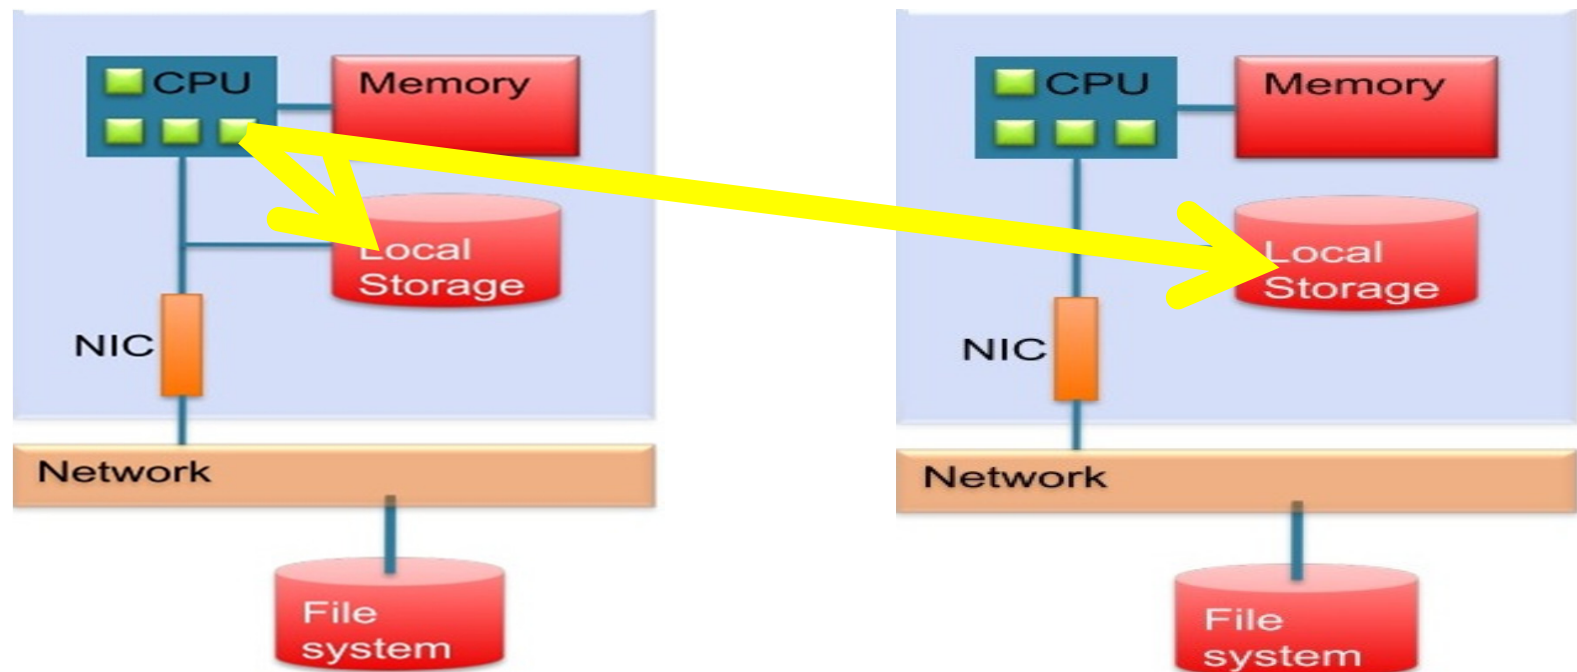 CPU
Memory
Local
Storage
NIC
Network
File
system
CPU
Memory
Local
Storage
NIC
Network
File
system